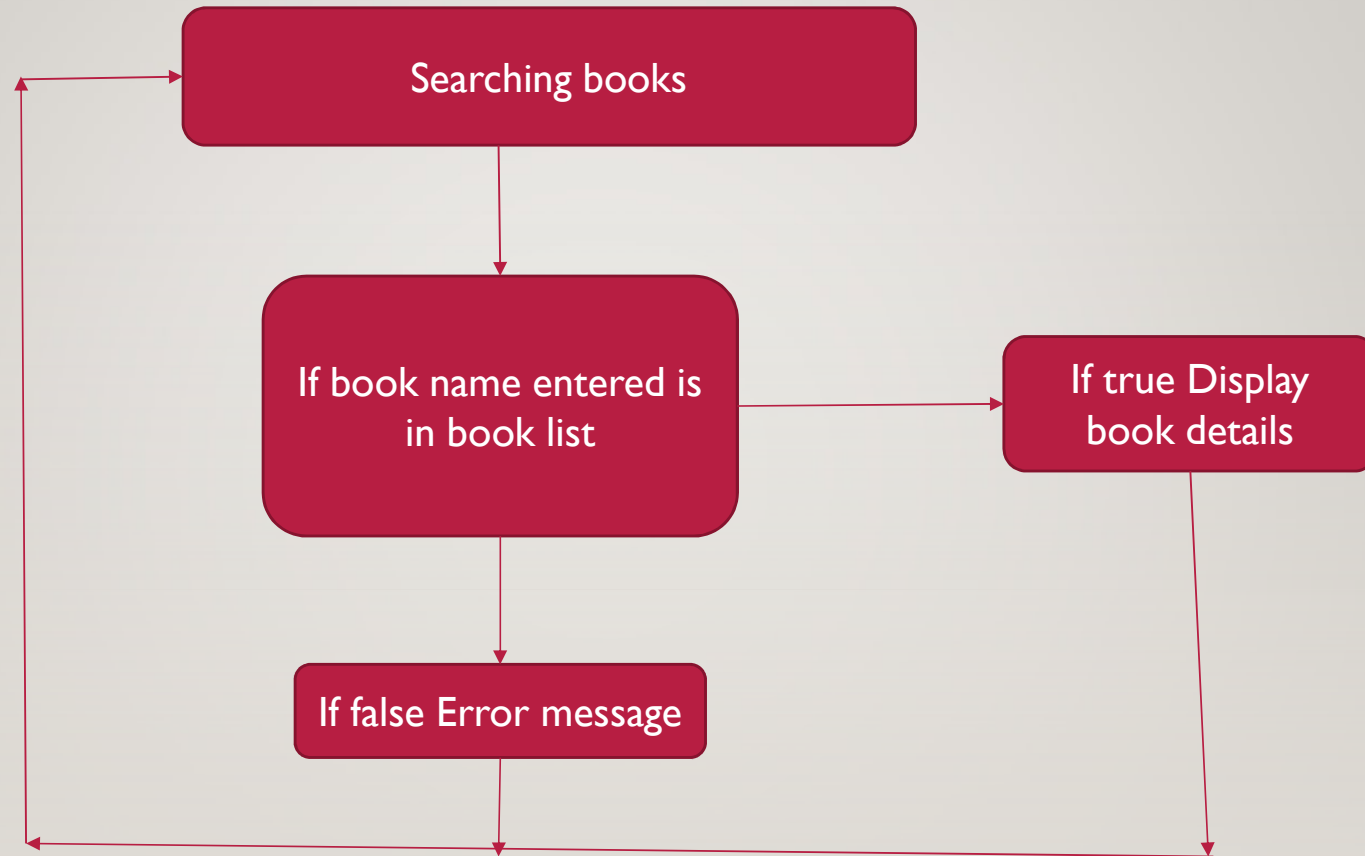 Searching books
If book name entered is
in book list
If true Display
book details
If false Error message